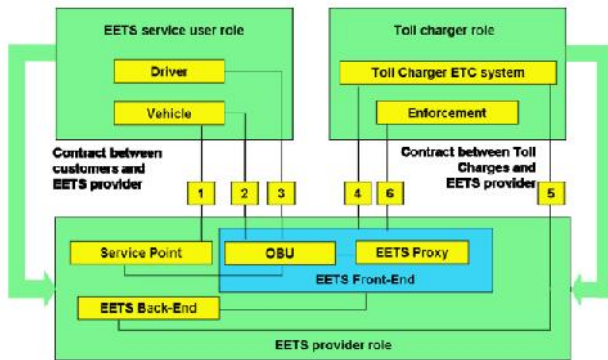 EETS service user role
Toll charger role
Driver
Toll Charger ETC system
Vehicle
Enforcement
Contract between
customers and
EETS provider
Contract between Toll
Charges and
EETS provider
1
2
3
4
6
5
Service Point
OBU
EETS Proxy
EETS Front-End
EETS Back-End
EETS provider role